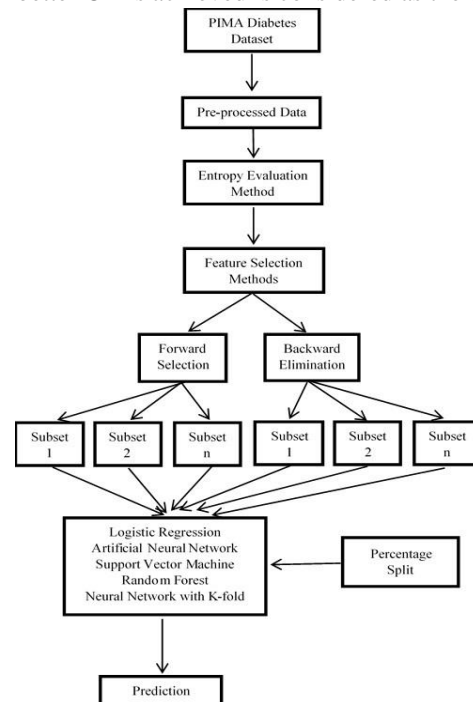 PIMA Diabetes
Dataset
Pre-processed Data
Entropy Evaluation
Method
Feature Selection
Methods
Forward
Selection
Backward
Elimination
Subset
1
Subset
2
Subset
n
Subset
1
Subset
2
Subset
n
Logistic Regression
Artificial Neural Network
Support Vector Machine
Random Forest
Neural Network with K-fold
Percentage
Split
Prediction